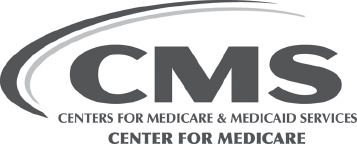 CMS
CENTERS FOR MEDICARE & MEDICAID SERVICES
CENTER FOR MEDICARE